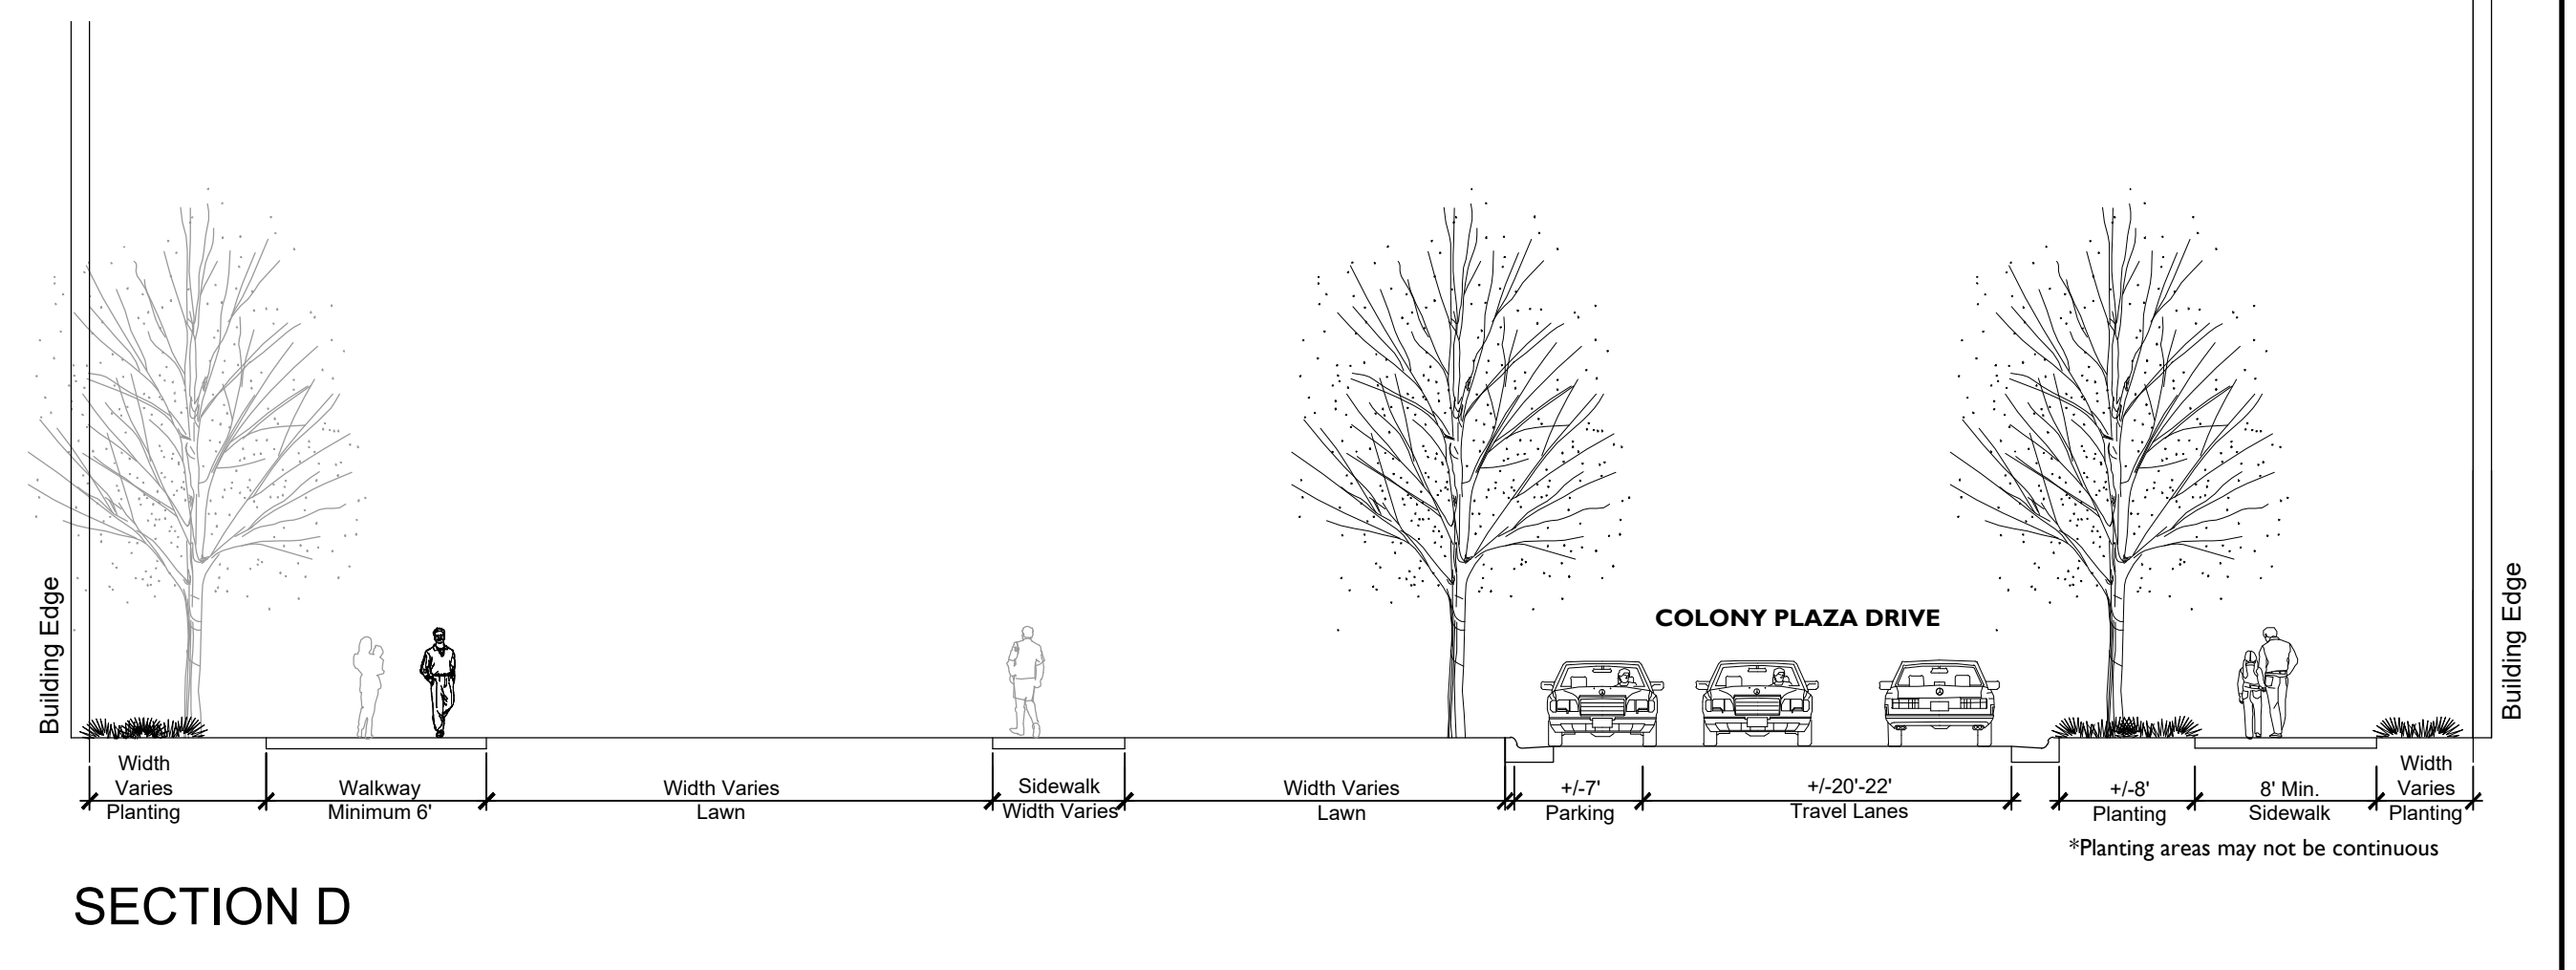 Building Edge
COLONY PLAZA DRIVE
Building Edge
Width
Varies
Planting
Walkway
Minimum 6'
Width Varies
Lawn
Sidewalk
Width Varies
Width Varies
Lawn
+/-7'
Parking
+/-20'-22'
Travel Lanes
+/-8'
Planting
8' Min.
Sidewalk
Width
Varies
Planting
*Planting areas may not be continuous
SECTION D